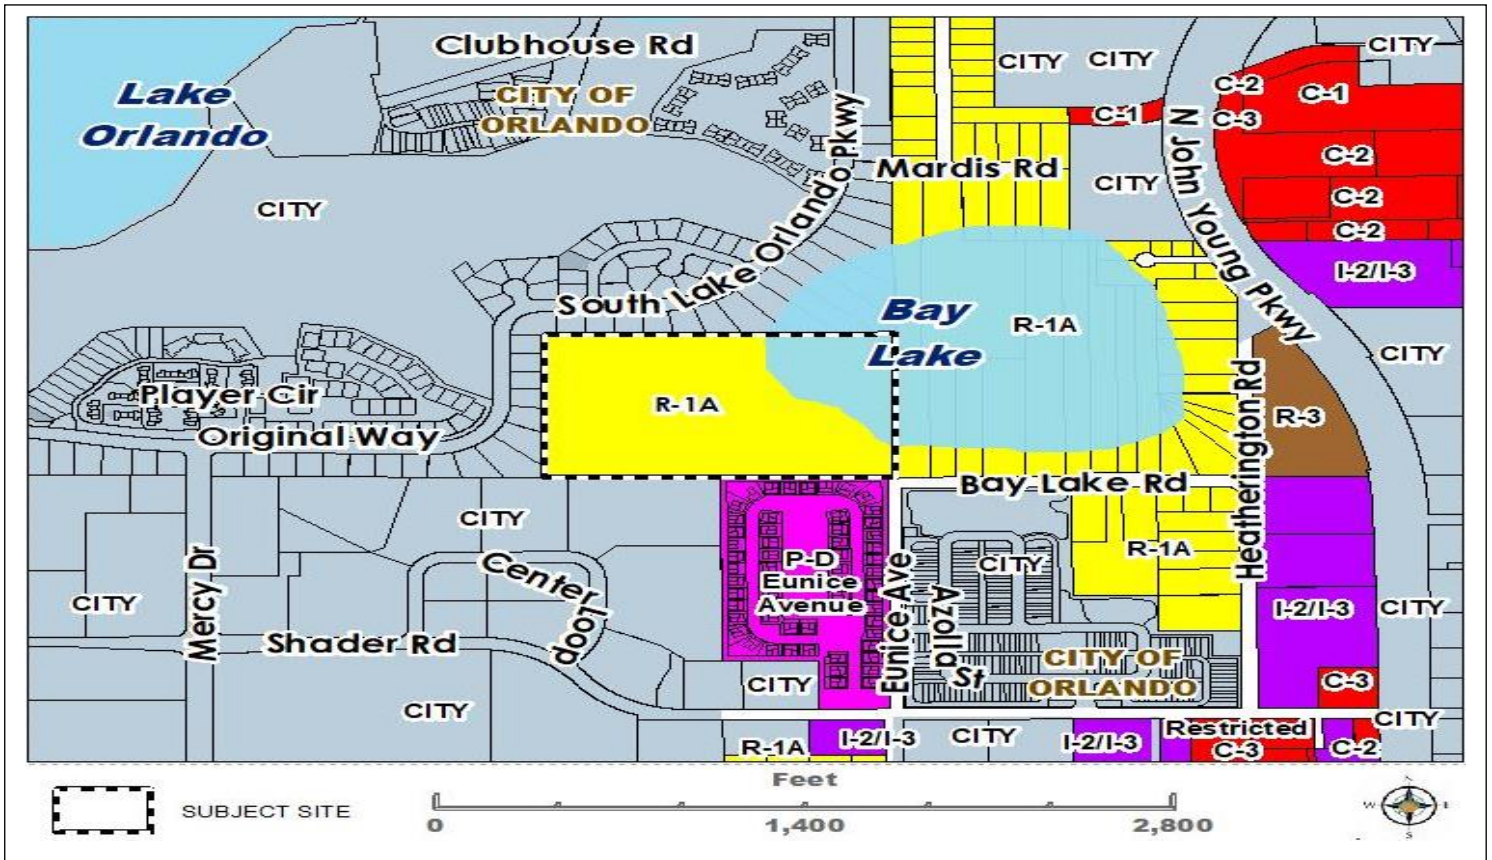 Clubhouse Rd
CITY
CITY
CITY
C-2
C-1
Lake
Orlando
CITY OF
ORLANDO
C-1
C-3
N John Young Pkwy
C-2
Mardis Rd
CITY
C-2
CITY
C-2
South Lake Orlando Pkwy
I-2/I-3
Bay
Lake
R-1A
CITY
Player Cir
R-1A
Heatherington Rd
R-3
Original Way
Bay Lake Rd
CITY
R-1A
P-D
Eunice
Avenue
CITY
Center Loop
Eunice Ave
Azolla St
Mercy Dr
CITY
I-2/I-3
CITY
Shader Rd
CITY OF
ORLANDO
CITY
C-3
CITY
CITY
R-1A
I-2/I-3
CITY
I-2/I-3
Restricted
C-3
C-2
Feet
SUBJECT SITE
0
1,400
2,800
N
W
E
S